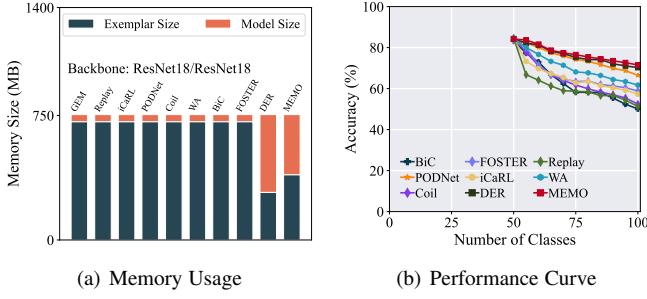 1400
Exemplar Size
Model Size
Backbone: ResNet18/ResNet18
GEM
Replay
iCaRL
PODNet
Coil
WA
BiC
FOSTER
DER
MEMO
750
0
Memory Size (MB)
(a) Memory Usage
100
80
60
40
20
0
Accuracy (%)
BiC
FOSTER
Replay
PODNet
iCaRL
WA
Coil
DER
MEMO
0
25
50
75
100
Number of Classes
(b) Performance Curve